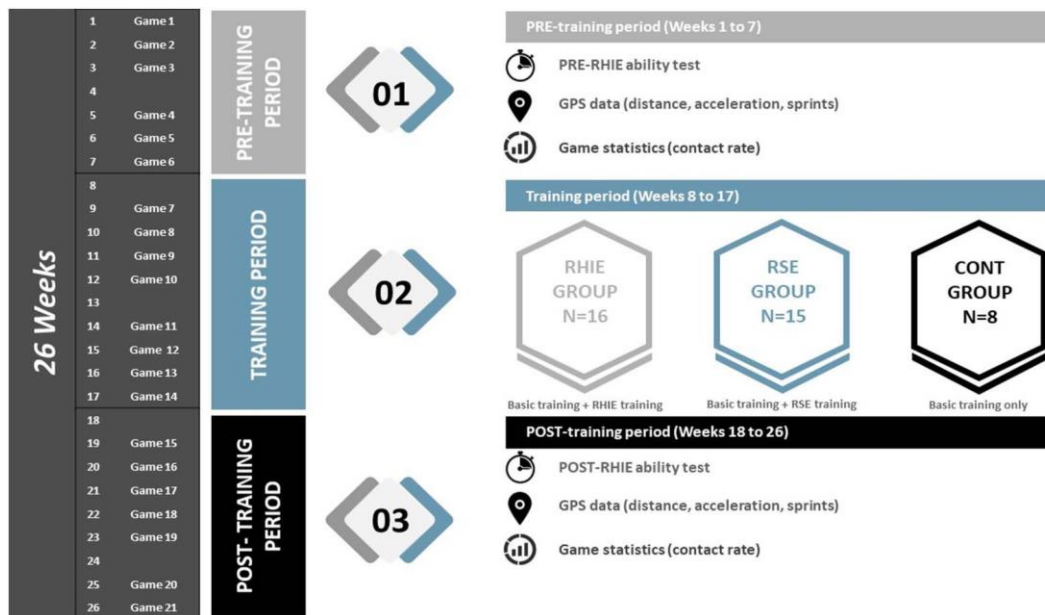 26 Weeks
1 Game 1
2 Game 2
3 Game 3
4
5 Game 4
6 Game 5
7 Game 6
8
9 Game 7
10 Game 8
11 Game 9
12 Game 10
13
14 Game 11
15 Game 12
16 Game 13
17 Game 14
18
19 Game 15
20 Game 16
21 Game 17
22 Game 18
23 Game 19
24
25 Game 20
26 Game 21
PRE-TRAINING
PERIOD
TRAINING PERIOD
POST- TRAINING
PERIOD
01
02
03
PRE-training period (Weeks 1 to 7)
PRE-RHIE ability test
GPS data (distance, acceleration, sprints)
Game statistics (contact rate)
Training period (Weeks 8 to 17)
RHIE
GROUP
N=16
Basic training + RHIE training
RSE
GROUP
N=15
Basic training + RSE training
CONT
GROUP
N=8
Basic training only
POST-training period (Weeks 18 to 26)
POST-RHIE ability test
GPS data (distance, acceleration, sprints)
Game statistics (contact rate)